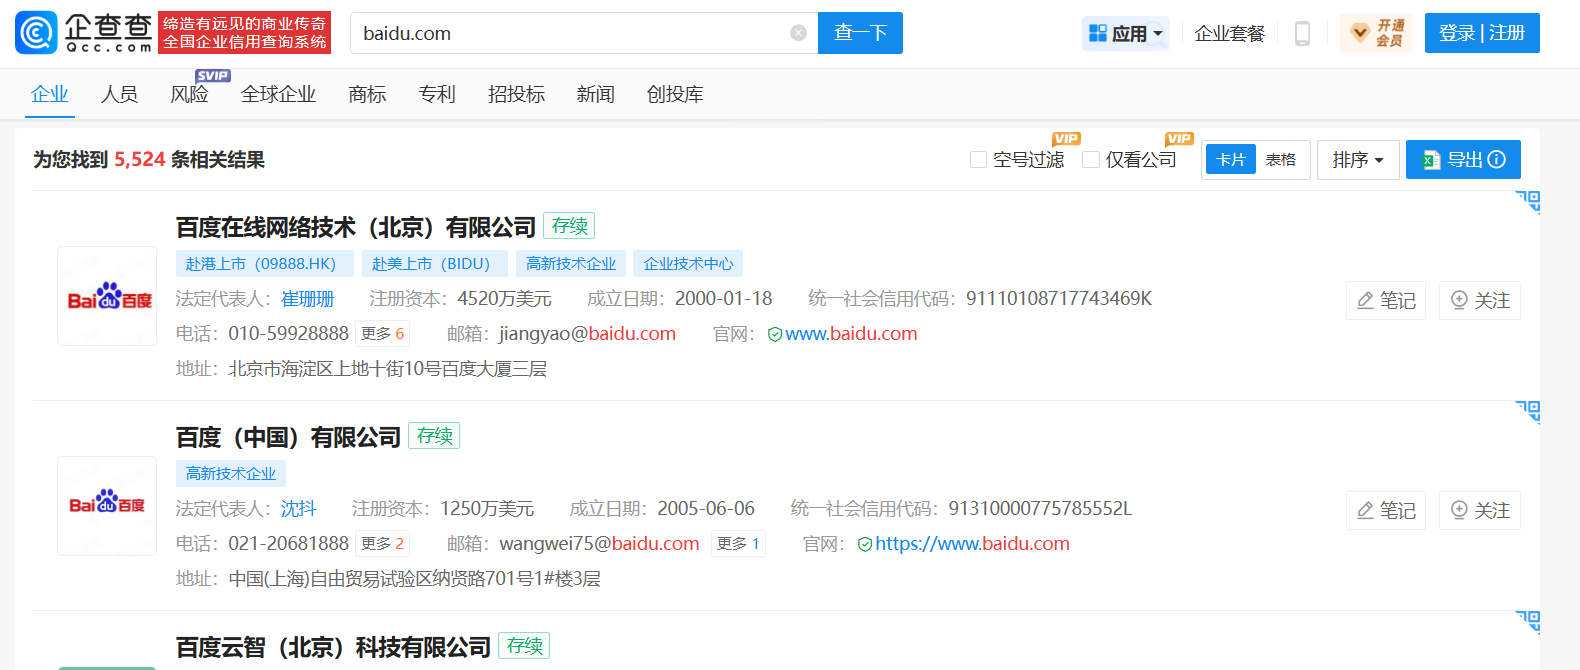 企查查
Qcc.com
缔造有远见的商业传奇
全国企业信用查询系统
baidu.com
查一下
应用
企业套餐
开通
会员
登录 | 注册
企业
人员
风险
SVIP
全球企业
商标
专利
招投标
新闻
创投库
为您找到 5,524 条相关结果
空号过滤
VIP
仅看公司
VIP
卡片
表格
排序
导出
百度在线网络技术（北京）有限公司 存续
Bai du 百度
赴港上市（09888.HK） 赴美上市（BIDU） 高新技术企业 企业技术中心
法定代表人：崔珊珊 注册资本：4520万美元 成立日期：2000-01-18 统一社会信用代码：91110108717743469K
笔记
关注
电话：010-59928888 更多 6 邮箱：jiangyao@baidu.com 官网：www.baidu.com
地址：北京市海淀区上地十街10号百度大厦三层
百度（中国）有限公司 存续
Bai du 百度
高新技术企业
法定代表人：沈抖 注册资本：1250万美元 成立日期：2005-06-06 统一社会信用代码：91310000775785552L
笔记
关注
电话：021-20681888 更多 2 邮箱：wangwei75@baidu.com 更多 1 官网：https://www.baidu.com
地址：中国(上海)自由贸易试验区纳贤路701号1#楼3层
百度云智（北京）科技有限公司 存续